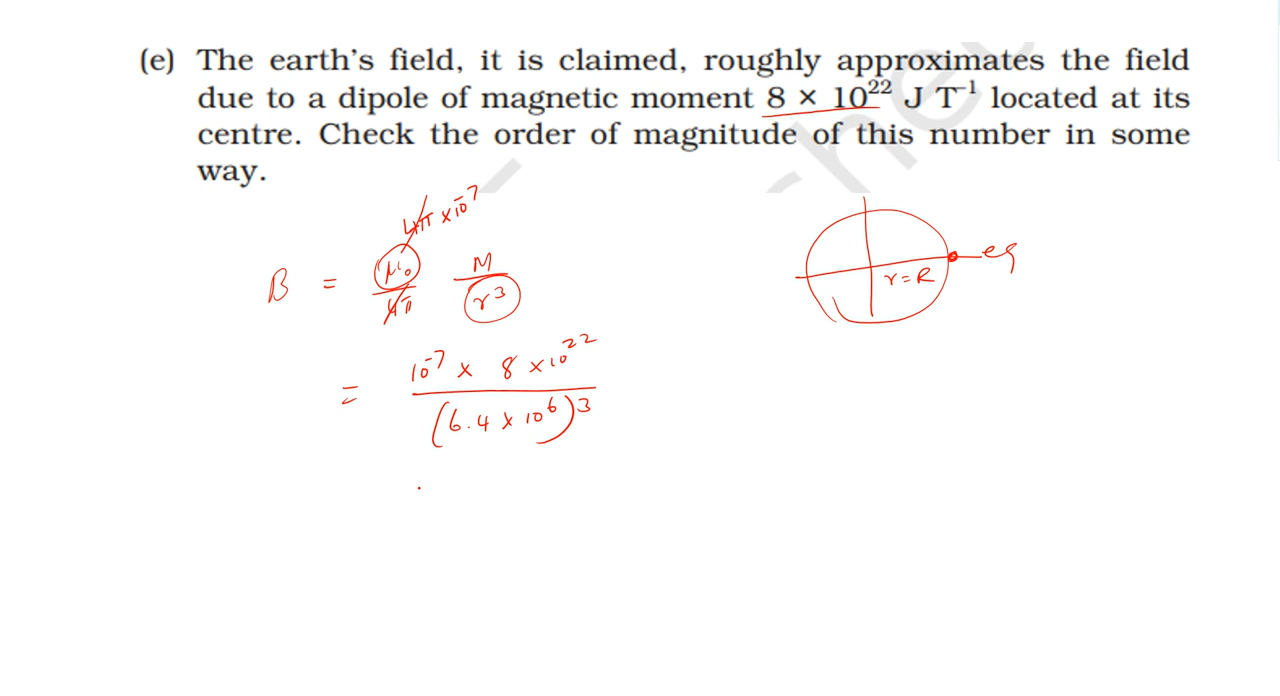 (e) The earth's field, it is claimed, roughly approximates the field
due to a dipole of magnetic moment 8 × 10²² J T⁻¹ located at its
centre. Check the order of magnitude of this number in some
way.
4π × 10⁻⁷
B = μ₀/4π M/r³
eq
r = R
= 10⁻⁷ × 8 × 10²² / (6.4 × 10⁶)³